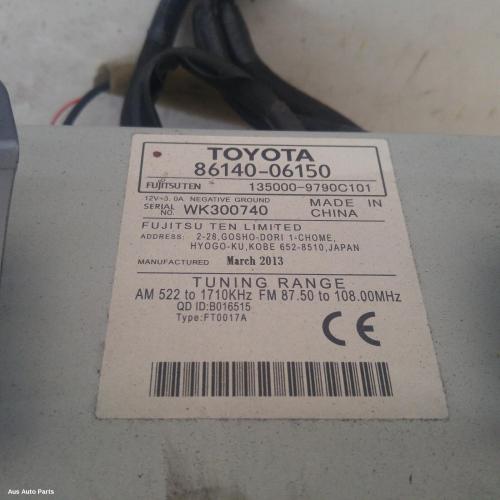 TOYOTA
86140-06150
FUJITSU TEN 135000-9790C101
12V⎓3.0A NEGATIVE GROUND
SERIAL NO. WK300740
MADE IN CHINA
FUJITSU TEN LIMITED
ADDRESS: 2-28,GOSHO-DORI 1-CHOME,
HYOGO-KU,KOBE 652-8510,JAPAN
MANUFACTURED March 2013
TUNING RANGE
AM 522 to 1710KHz FM 87.50 to 108.00MHz
QD ID:B016515
Type:FT0017A
CE
Aus Auto Parts